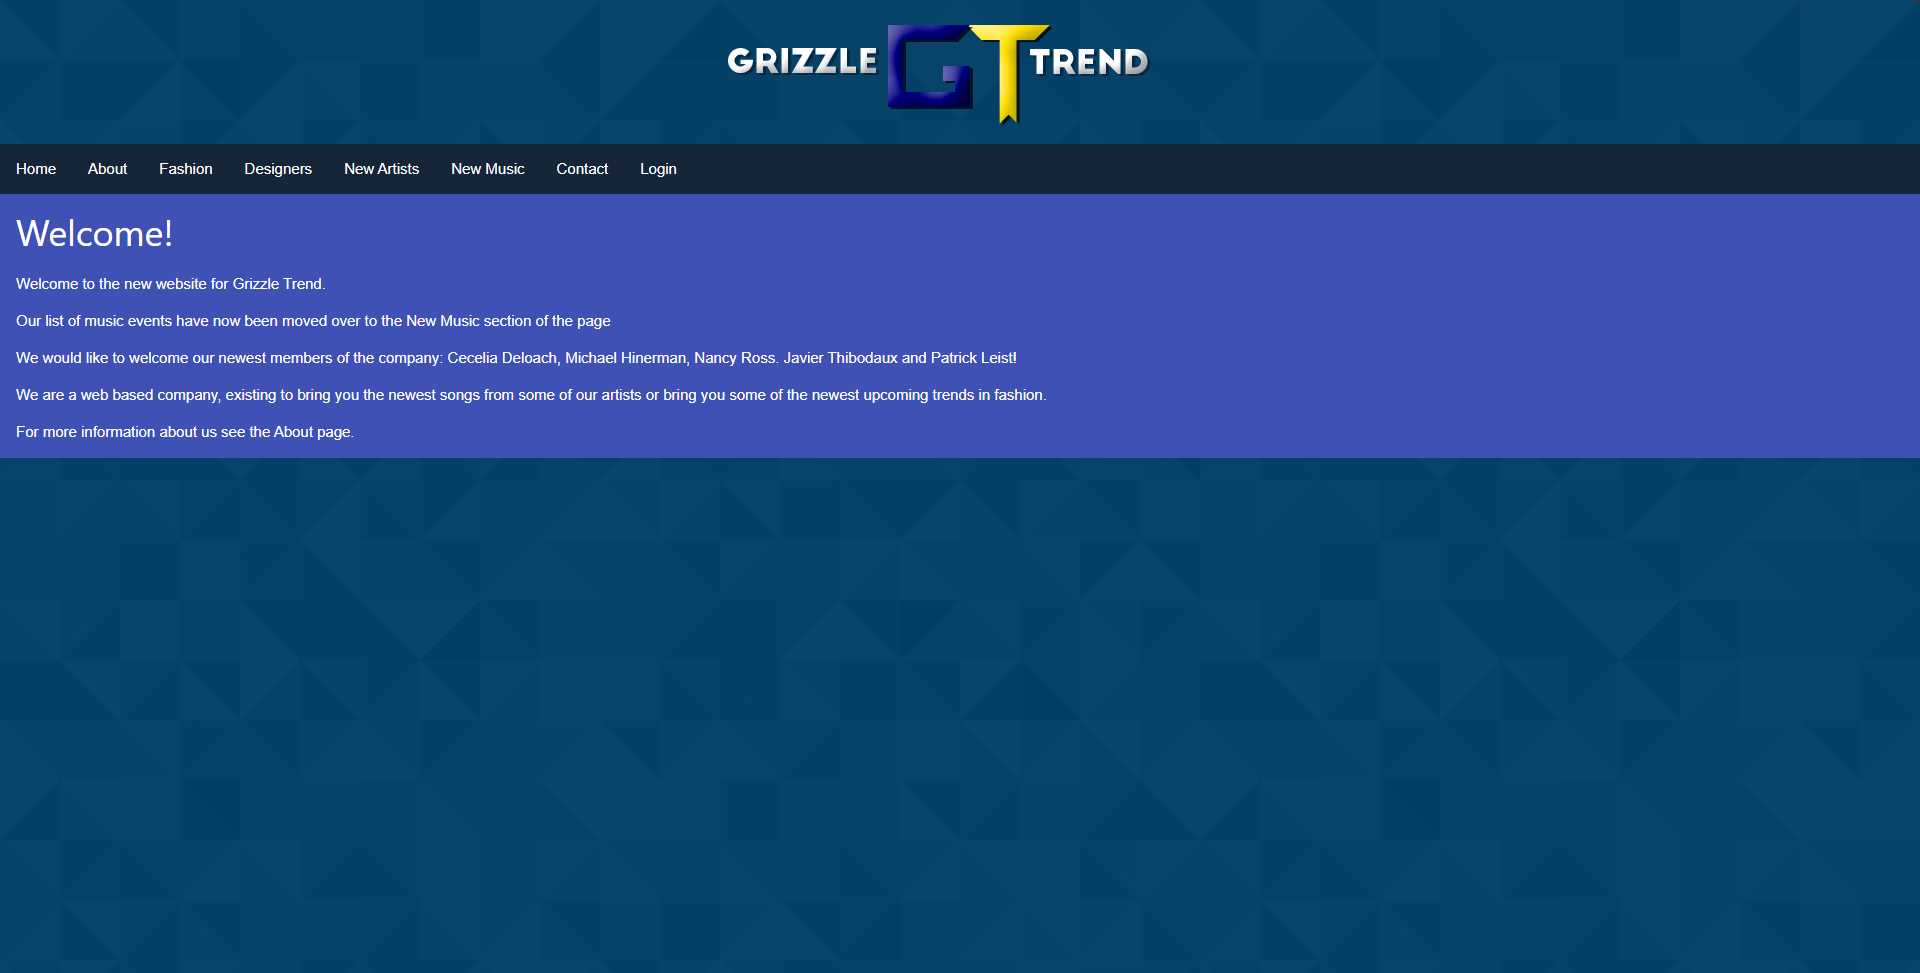 GRIZZLE GT TREND
Home About Fashion Designers New Artists New Music Contact Login
Welcome!
Welcome to the new website for Grizzle Trend.
Our list of music events have now been moved over to the New Music section of the page
We would like to welcome our newest members of the company: Cecelia Deloach, Michael Hinerman, Nancy Ross. Javier Thibodaux and Patrick Leist!
We are a web based company, existing to bring you the newest songs from some of our artists or bring you some of the newest upcoming trends in fashion.
For more information about us see the About page.